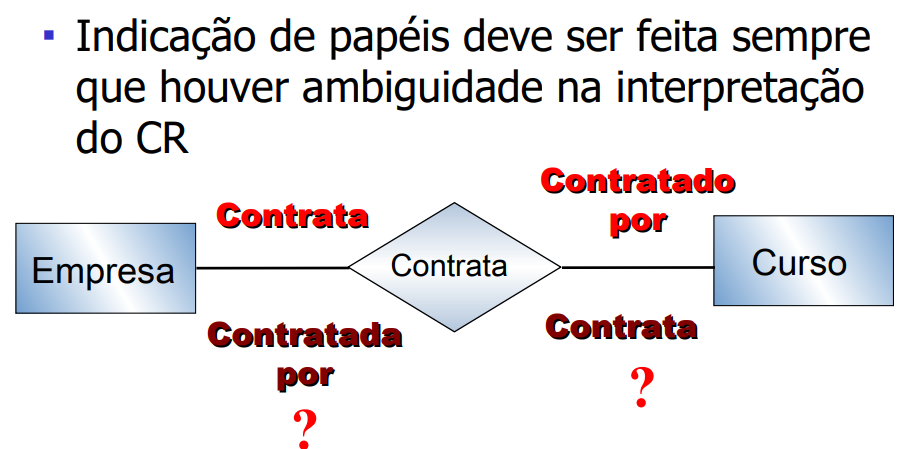 ▪ Indicação de papéis deve ser feita sempre
que houver ambiguidade na interpretação
do CR
Contrata
Contratado
por
Empresa
Contrata
Curso
Contratada
por
?
Contrata
?